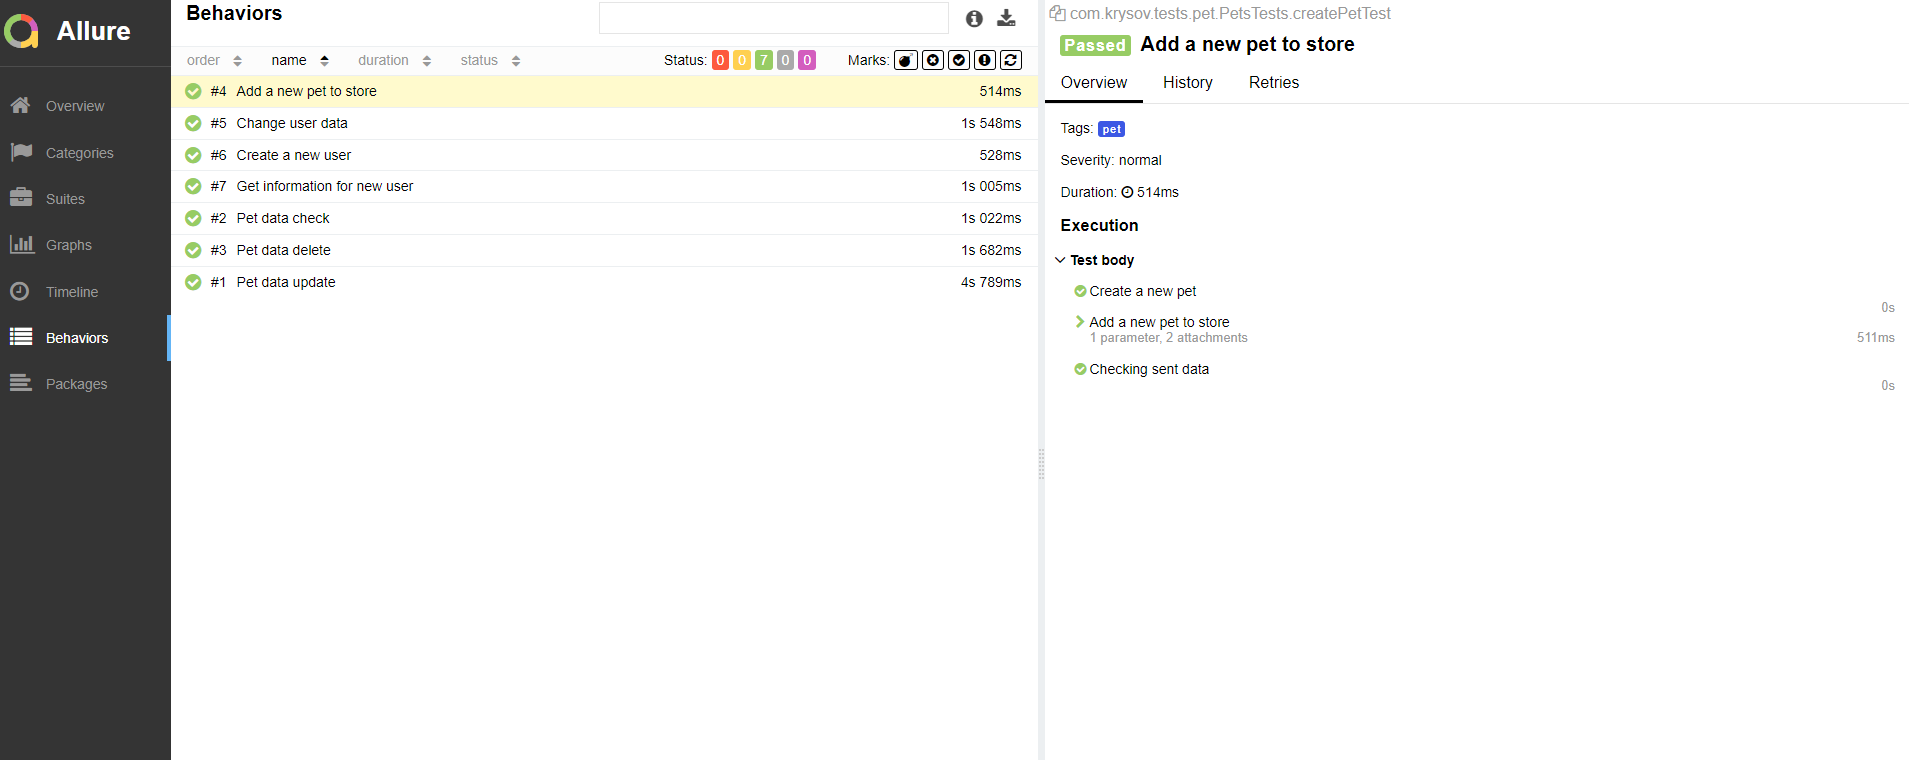 Allure
Overview
Categories
Suites
Graphs
Timeline
Behaviors
Packages
Behaviors
order name duration status Status: 0 0 7 0 0 Marks:
#4 Add a new pet to store 514ms
#5 Change user data 1s 548ms
#6 Create a new user 528ms
#7 Get information for new user 1s 005ms
#2 Pet data check 1s 022ms
#3 Pet data delete 1s 682ms
#1 Pet data update 4s 789ms
com.krysov.tests.pet.PetsTests.createPetTest
Passed Add a new pet to store
Overview History Retries
Tags: pet
Severity: normal
Duration: 514ms
Execution
Test body
Create a new pet
0s
Add a new pet to store
1 parameter, 2 attachments 511ms
Checking sent data
0s